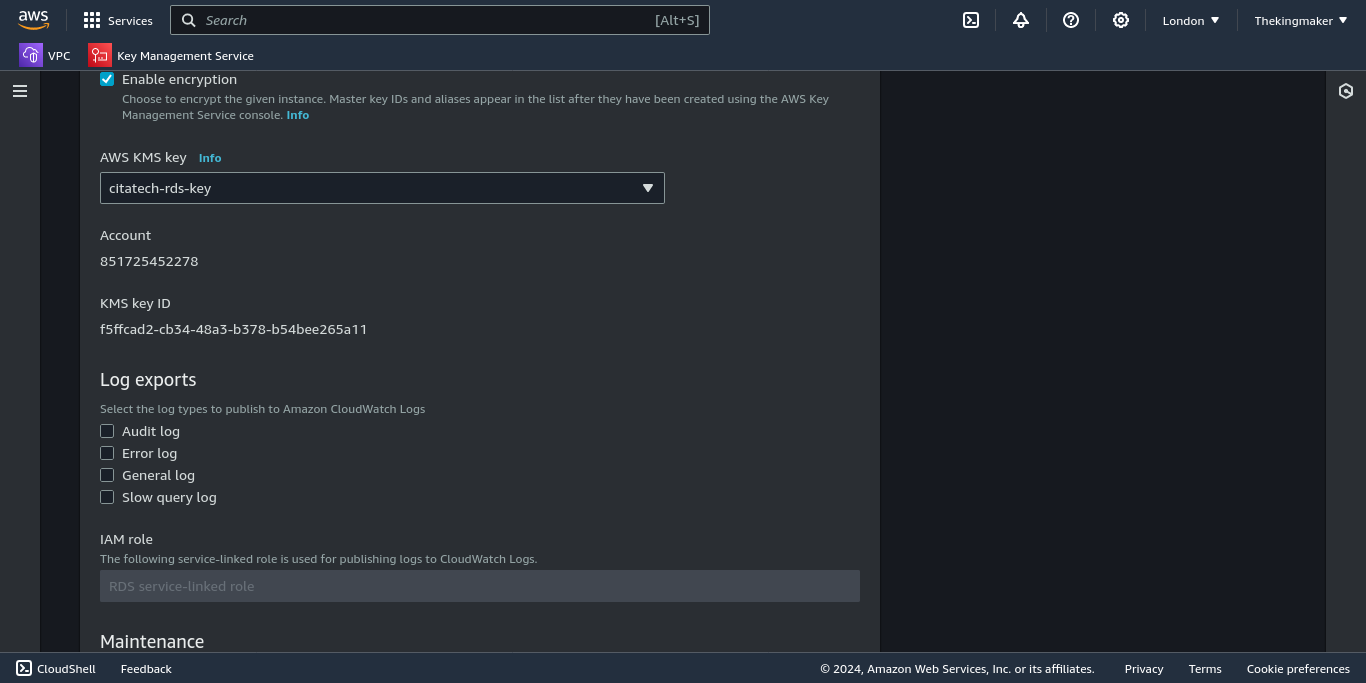 aws
Services
Search
[Alt+S]
London
Thekingmaker
VPC
Key Management Service
Enable encryption
Choose to encrypt the given instance. Master key IDs and aliases appear in the list after they have been created using the AWS Key
Management Service console. Info
AWS KMS key Info
citatech-rds-key
Account
851725452278
KMS key ID
f5ffcad2-cb34-48a3-b378-b54bee265a11
Log exports
Select the log types to publish to Amazon CloudWatch Logs
Audit log
Error log
General log
Slow query log
IAM role
The following service-linked role is used for publishing logs to CloudWatch Logs.
RDS service-linked role
Maintenance
CloudShell
Feedback
© 2024, Amazon Web Services, Inc. or its affiliates.
Privacy
Terms
Cookie preferences